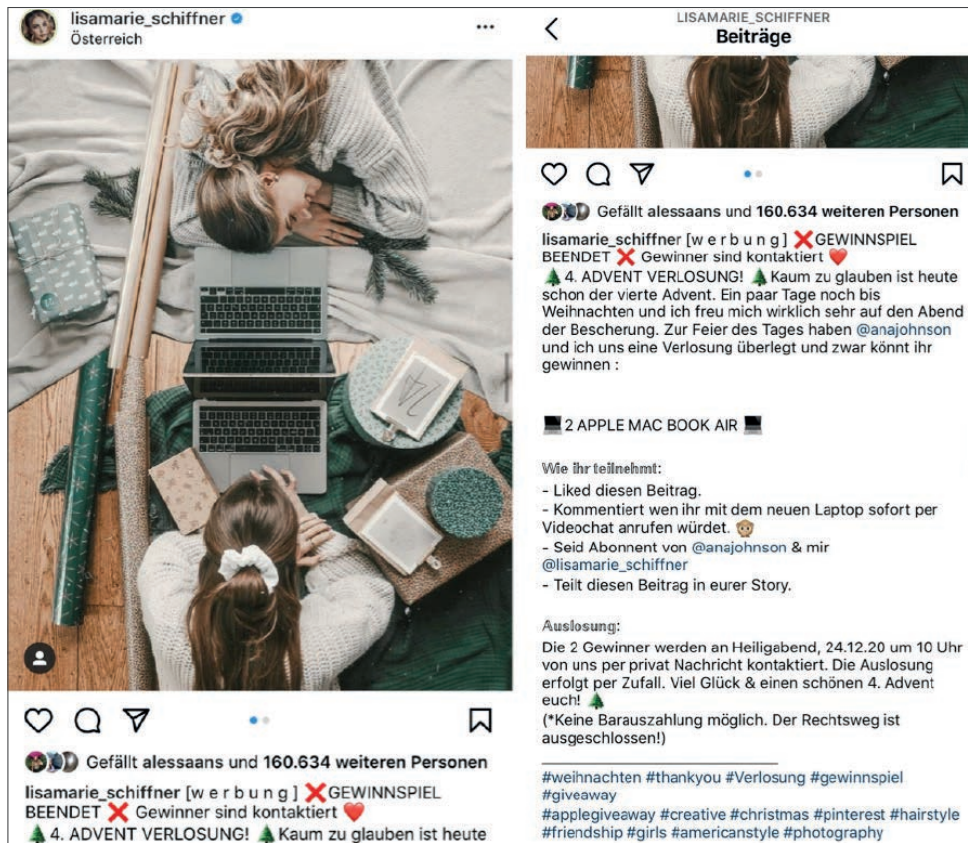 lisamarie_schiffner
Österreich
24
Gefällt alessaans und 160.634 weiteren Personen
lisamarie_schiffner [w e r b u n g] ❌GEWINNSPIEL
BEENDET ❌ Gewinner sind kontaktiert ❤️
🌲4. ADVENT VERLOSUNG! 🌲Kaum zu glauben ist heute
LISAMARIE_SCHIFFNER
Beiträge
Gefällt alessaans und 160.634 weiteren Personen
lisamarie_schiffner [w e r b u n g] ❌GEWINNSPIEL
BEENDET ❌ Gewinner sind kontaktiert ❤️
🌲4. ADVENT VERLOSUNG! 🌲Kaum zu glauben ist heute
schon der vierte Advent. Ein paar Tage noch bis
Weihnachten und ich freu mich wirklich sehr auf den Abend
der Bescherung. Zur Feier des Tages haben @anajohnson
und ich uns eine Verlosung überlegt und zwar könnt ihr
gewinnen :
💻2 APPLE MAC BOOK AIR 💻
Wie ihr teilnehmt:
- Liked diesen Beitrag.
- Kommentiert wen ihr mit dem neuen Laptop sofort per
Videochat anrufen würdet. 🙊
- Seid Abonnent von @anajohnson & mir
@lisamarie_schiffner
- Teilt diesen Beitrag in eurer Story.
Auslosung:
Die 2 Gewinner werden an Heiligabend, 24.12.20 um 10 Uhr
von uns per privat Nachricht kontaktiert. Die Auslosung
erfolgt per Zufall. Viel Glück & einen schönen 4. Advent
euch! 🌲
(*Keine Barauszahlung möglich. Der Rechtsweg ist
ausgeschlossen!)
#weihnachten #thankyou #Verlosung #gewinnspiel
#giveaway
#applegiveaway #creative #christmas #pinterest #hairstyle
#friendship #girls #americanstyle #photography